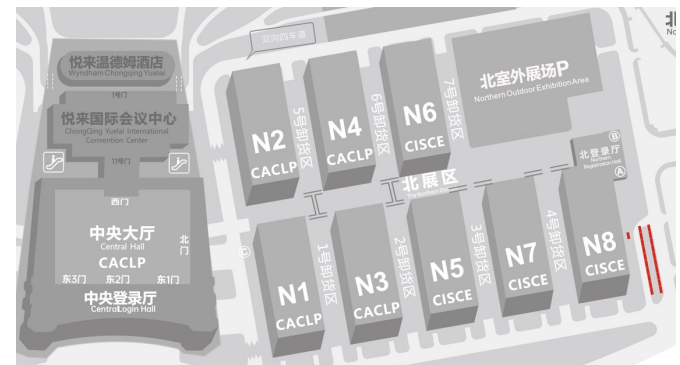 双向四车道
北
No
悦来温德姆酒店
Wyndham Chongqing Yuelai
1号门
悦来国际会议中心
ChongQing Yuelai International
Convention Center
11号门
西门
中央大厅
Central Hall
CACLP
北门
东3门 东2门 东1门
中央登录厅
CentralLogin Hall
N2
CACLP
5号卸货区
N4
CACLP
6号卸货区
N6
CISCE
7号卸货区
北室外展场P
Northern Outdoor Exhibition Area
北登录厅
Northern
Registration Hall
B
A
北展区
C
N1
CACLP
1号卸货区
N3
CACLP
2号卸货区
N5
CISCE
3号卸货区
N7
CISCE
4号卸货区
N8
CISCE